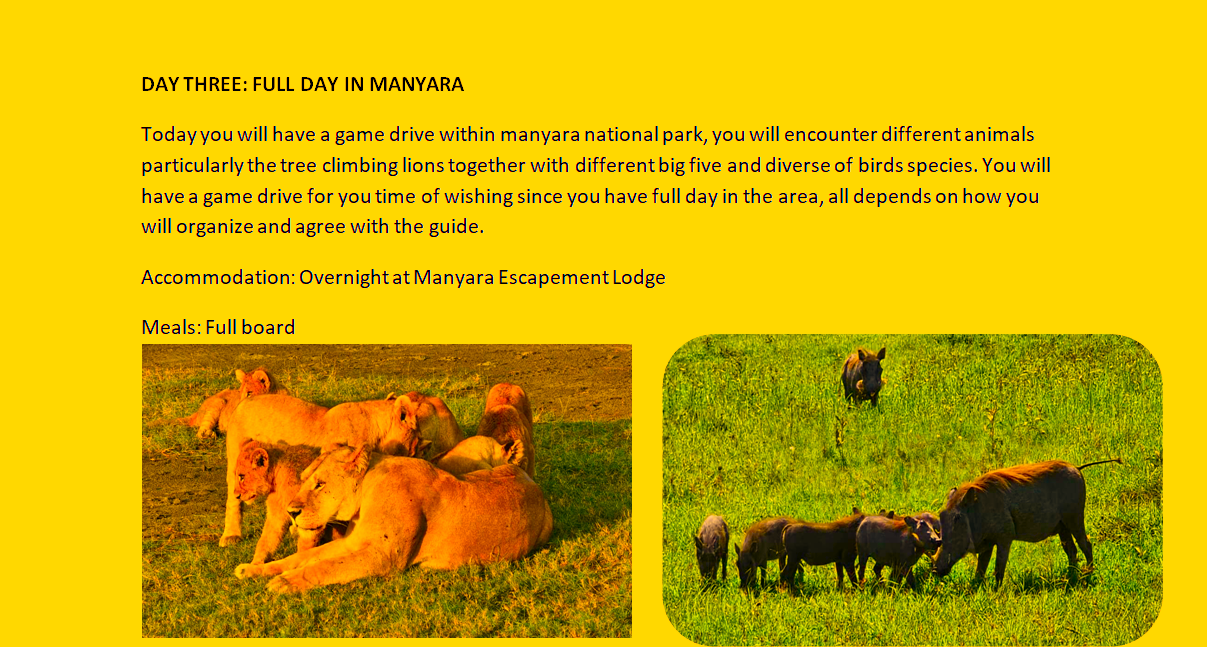 DAY THREE: FULL DAY IN MANYARA
Today you will have a game drive within manyara national park, you will encounter different animals
particularly the tree climbing lions together with different big five and diverse of birds species. You will
have a game drive for you time of wishing since you have full day in the area, all depends on how you
will organize and agree with the guide.
Accommodation: Overnight at Manyara Escapement Lodge
Meals: Full board